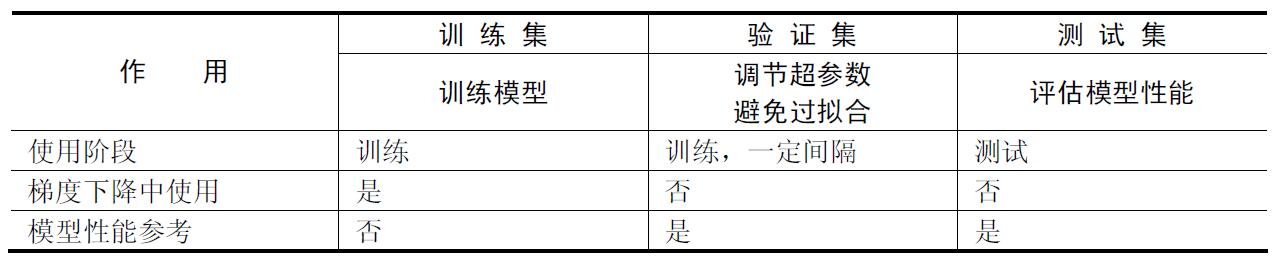 作 用 训 练 集 验 证 集 测 试 集
训练模型 调节超参数 评估模型性能
避免过拟合
使用阶段 训练 训练，一定间隔 测试
梯度下降中使用 是 否 否
模型性能参考 否 是 是